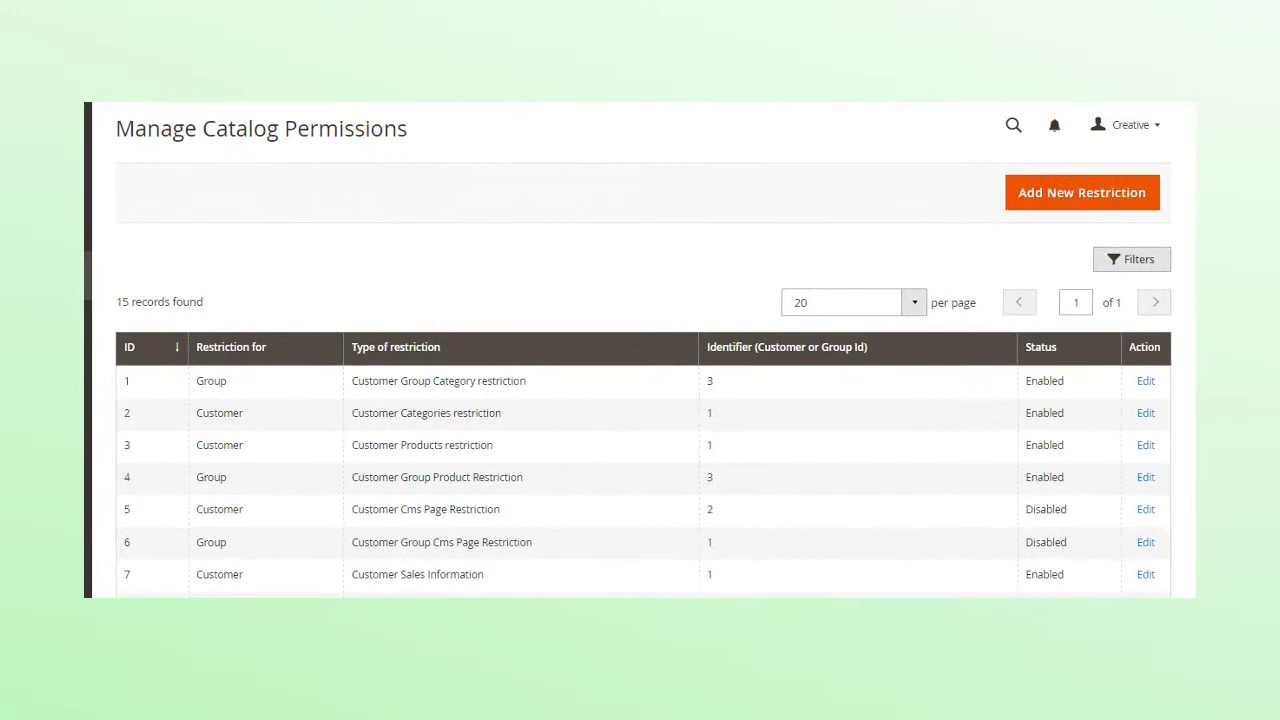 Manage Catalog Permissions
Creative
Add New Restriction
Filters
15 records found
20 per page 1 of 1
ID Restriction for Type of restriction Identifier (Customer or Group Id) Status Action
1 Group Customer Group Category restriction 3 Enabled Edit
2 Customer Customer Categories restriction 1 Enabled Edit
3 Customer Customer Products restriction 1 Enabled Edit
4 Group Customer Group Product Restriction 3 Enabled Edit
5 Customer Customer Cms Page Restriction 2 Disabled Edit
6 Group Customer Group Cms Page Restriction 1 Disabled Edit
7 Customer Customer Sales Information 1 Enabled Edit